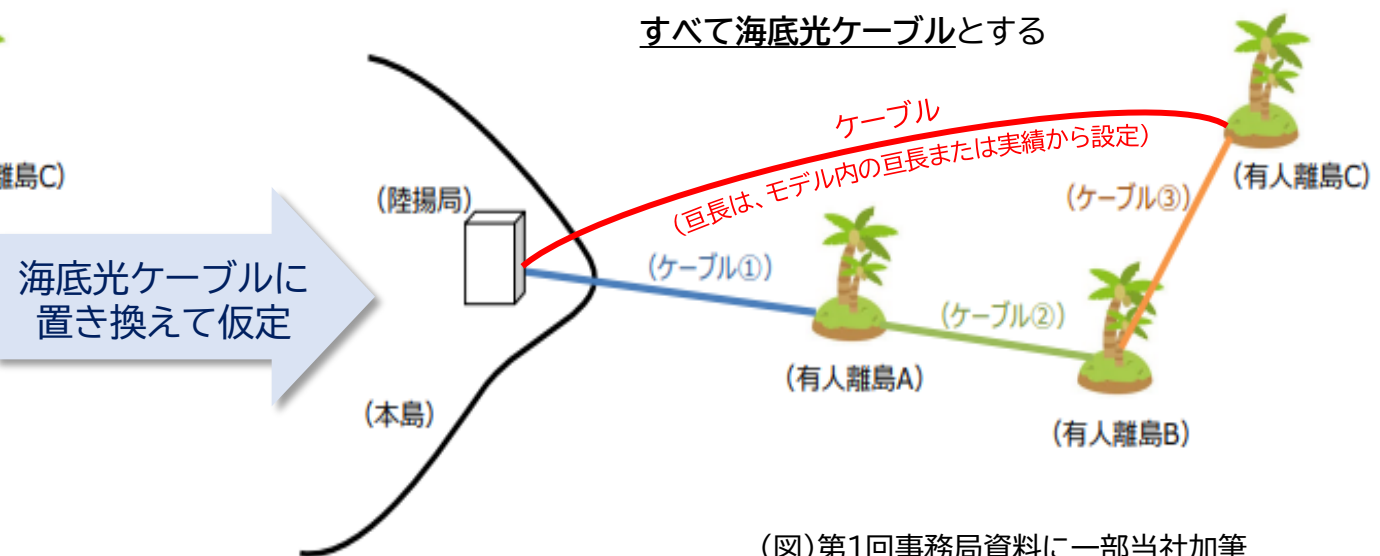 すべて海底光ケーブルとする
ケーブル
(亘長は、モデル内の亘長または実績から設定)
島C)
(有人離島C)
(陸揚局)
(ケーブル③)
海底光ケーブルに
置き換えて仮定
(ケーブル①)
(ケーブル②)
(有人離島A)
(本島)
(有人離島B)
(図)第1回事務局資料に一部当社加筆